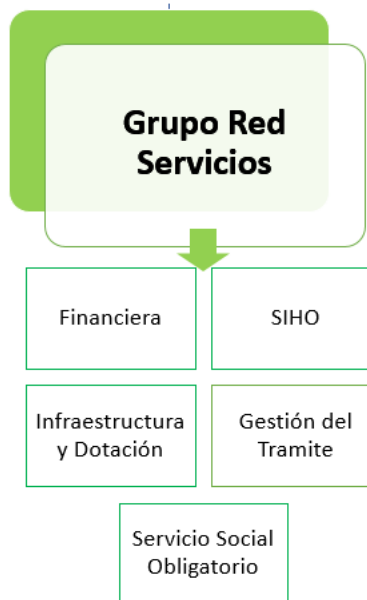 Grupo Red
Servicios
Financiera
SIHO
Infraestructura
y Dotación
Gestión del
Tramite
Servicio Social
Obligatorio